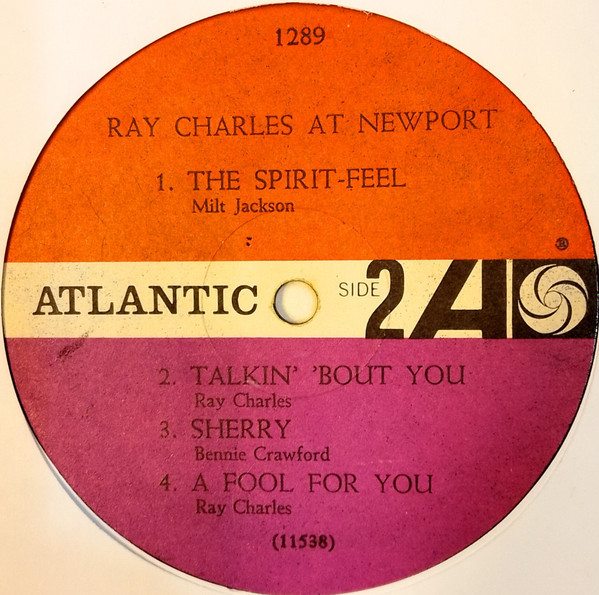 1289
RAY CHARLES AT NEWPORT
1. THE SPIRIT-FEEL
Milt Jackson
®
ATLANTIC SIDE 2 A
2. TALKIN' 'BOUT YOU
Ray Charles
3. SHERRY
Bennie Crawford
4. A FOOL FOR YOU
Ray Charles
(11538)